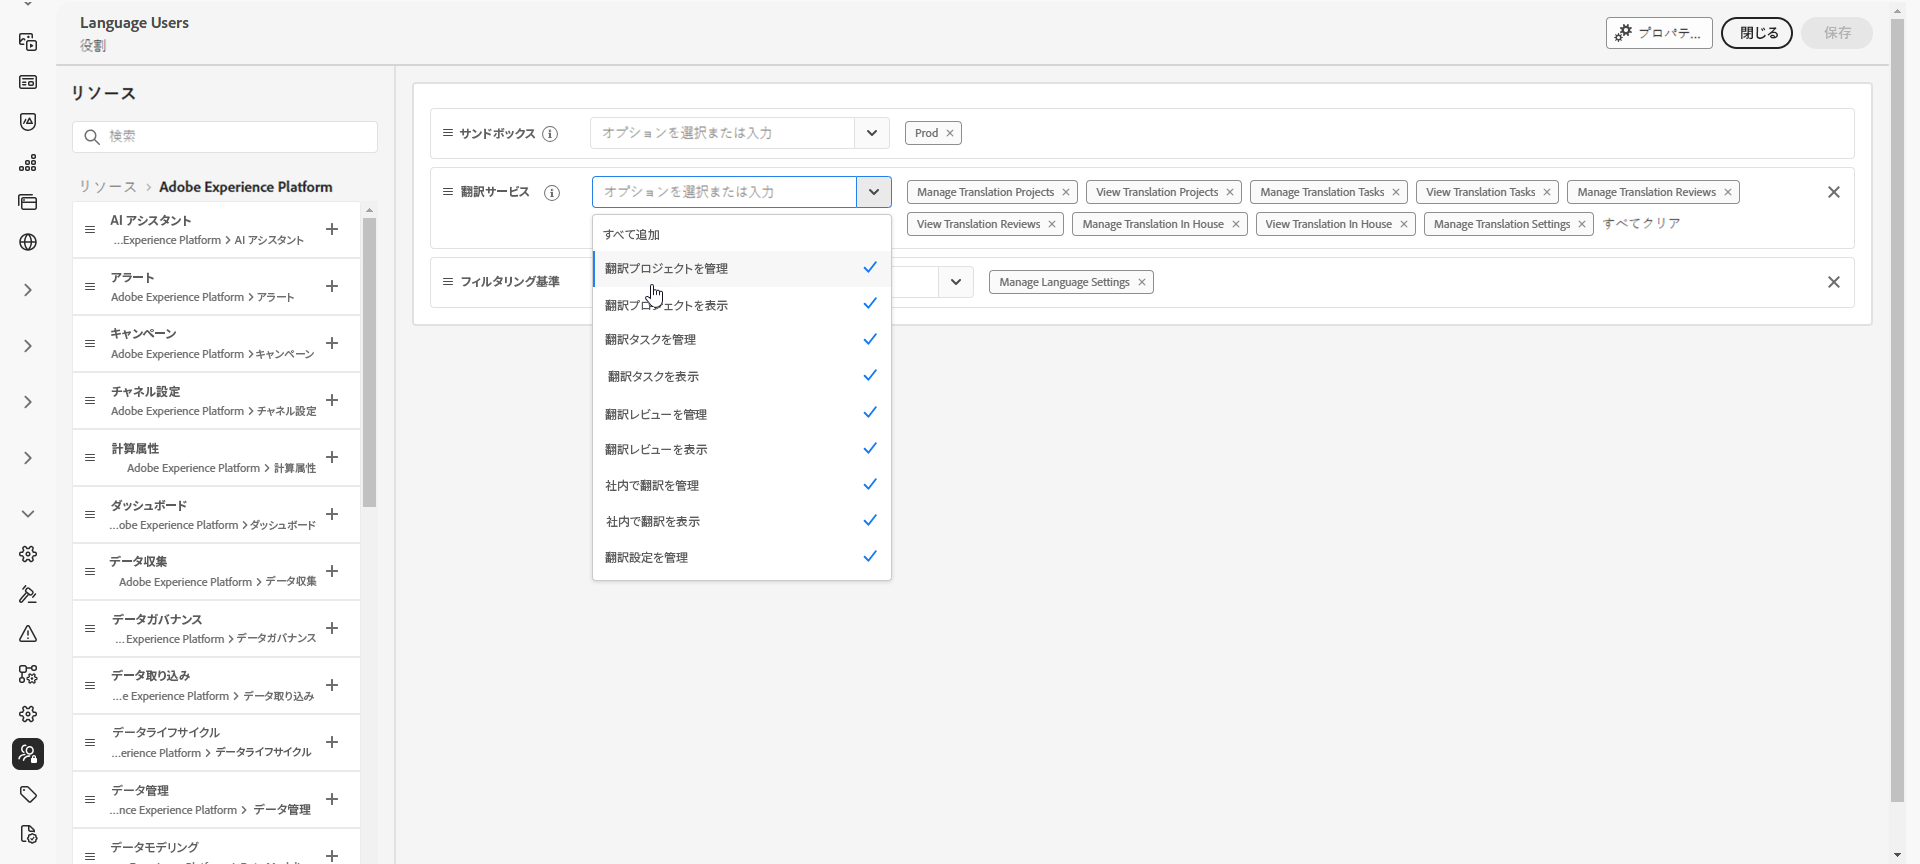 Language Users
役割
プロパテ...
閉じる
保存
リソース
検索
リソース > Adobe Experience Platform
AI アシスタント
...Experience Platform > AI アシスタント
アラート
Adobe Experience Platform > アラート
キャンペーン
Adobe Experience Platform > キャンペーン
チャネル設定
Adobe Experience Platform > チャネル設定
計算属性
Adobe Experience Platform > 計算属性
ダッシュボード
...obe Experience Platform > ダッシュボード
データ収集
Adobe Experience Platform > データ収集
データガバナンス
...Experience Platform > データガバナンス
データ取り込み
...e Experience Platform > データ取り込み
データライフサイクル
...erience Platform > データライフサイクル
データ管理
...nce Experience Platform > データ管理
データモデリング
サンドボックス
オプションを選択または入力
Prod
翻訳サービス
オプションを選択または入力
Manage Translation Projects View Translation Projects Manage Translation Tasks View Translation Tasks Manage Translation Reviews
View Translation Reviews Manage Translation In House View Translation In House Manage Translation Settings すべてクリア
すべて追加
翻訳プロジェクトを管理
翻訳プロジェクトを表示
翻訳タスクを管理
翻訳タスクを表示
翻訳レビューを管理
翻訳レビューを表示
社内で翻訳を管理
社内で翻訳を表示
翻訳設定を管理
フィルタリング基準
Manage Language Settings